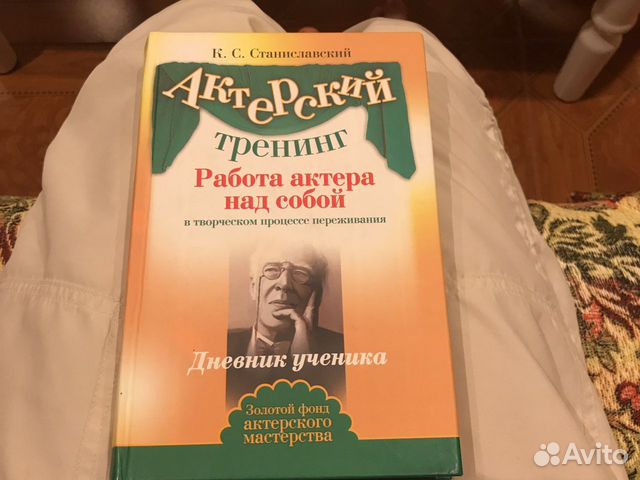 К. С. Станиславский
Актерский
тренинг
Работа актера
над собой
в творческом процессе переживания
Дневник ученика
Золотой фонд
актерского
мастерства
Avito